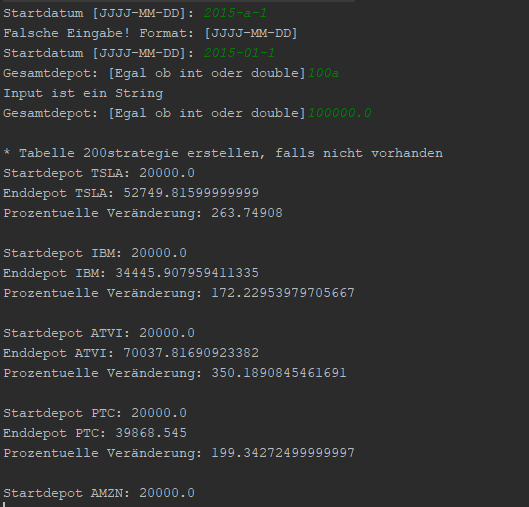 Startdatum [JJJJ-MM-DD]: 2015-a-1
Falsche Eingabe! Format: [JJJJ-MM-DD]
Startdatum [JJJJ-MM-DD]: 2015-01-1
Gesamtdepot: [Egal ob int oder double]100a
Input ist ein String
Gesamtdepot: [Egal ob int oder double]100000.0
* Tabelle 200strategie erstellen, falls nicht vorhanden
Startdepot TSLA: 20000.0
Enddepot TSLA: 52749.81599999999
Prozentuelle Veränderung: 263.74908
Startdepot IBM: 20000.0
Enddepot IBM: 34445.907959411335
Prozentuelle Veränderung: 172.22953979705667
Startdepot ATVI: 20000.0
Enddepot ATVI: 70037.81690923382
Prozentuelle Veränderung: 350.1890845461691
Startdepot PTC: 20000.0
Enddepot PTC: 39868.545
Prozentuelle Veränderung: 199.34272499999997
Startdepot AMZN: 20000.0